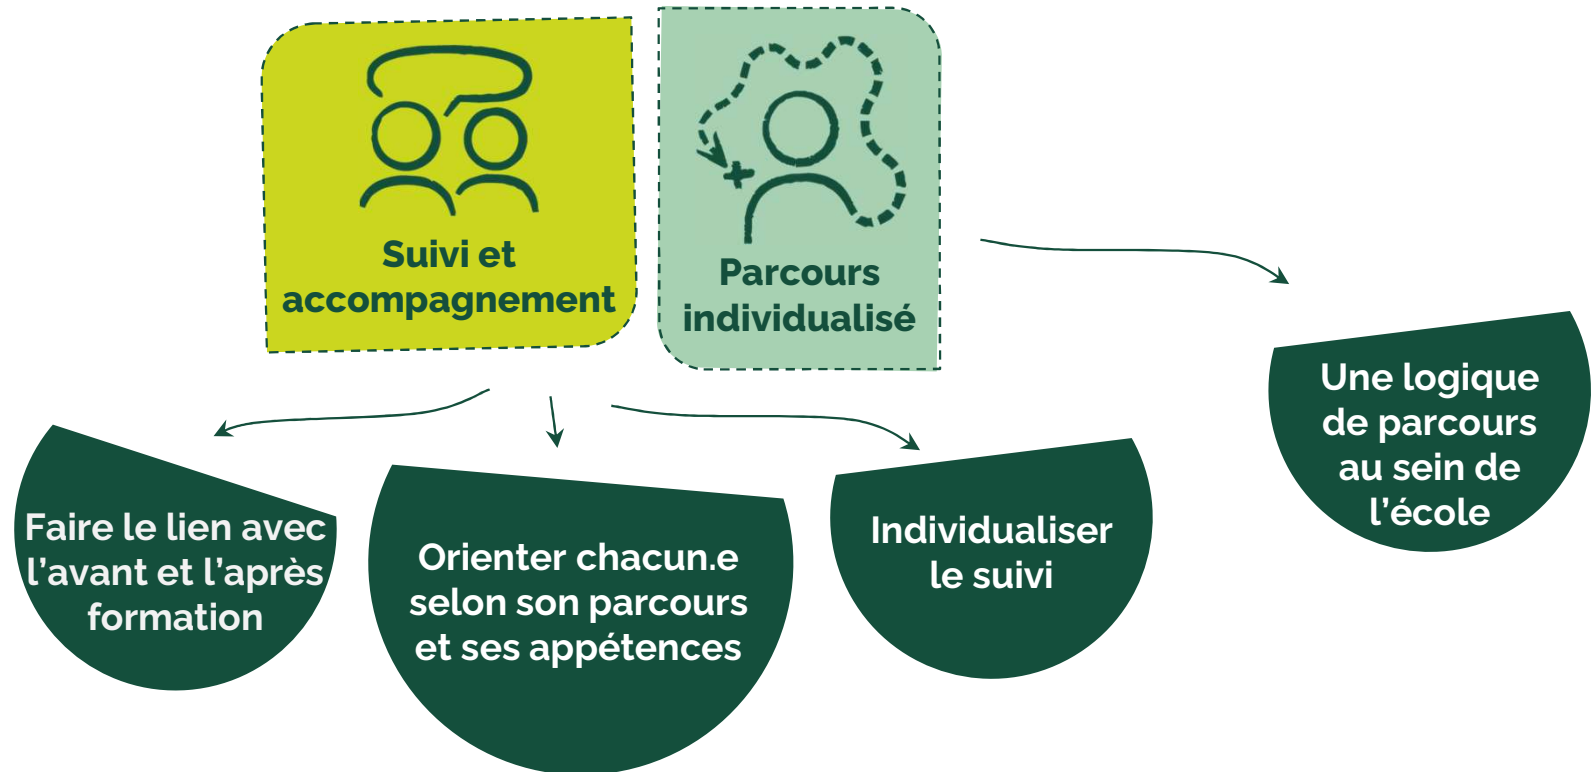 Suivi et
accompagnement
Parcours
individualisé
Faire le lien avec
l’avant et l’après
formation
Orienter chacun.e
selon son parcours
et ses appétences
Individualiser
le suivi
Une logique
de parcours
au sein de
l’école